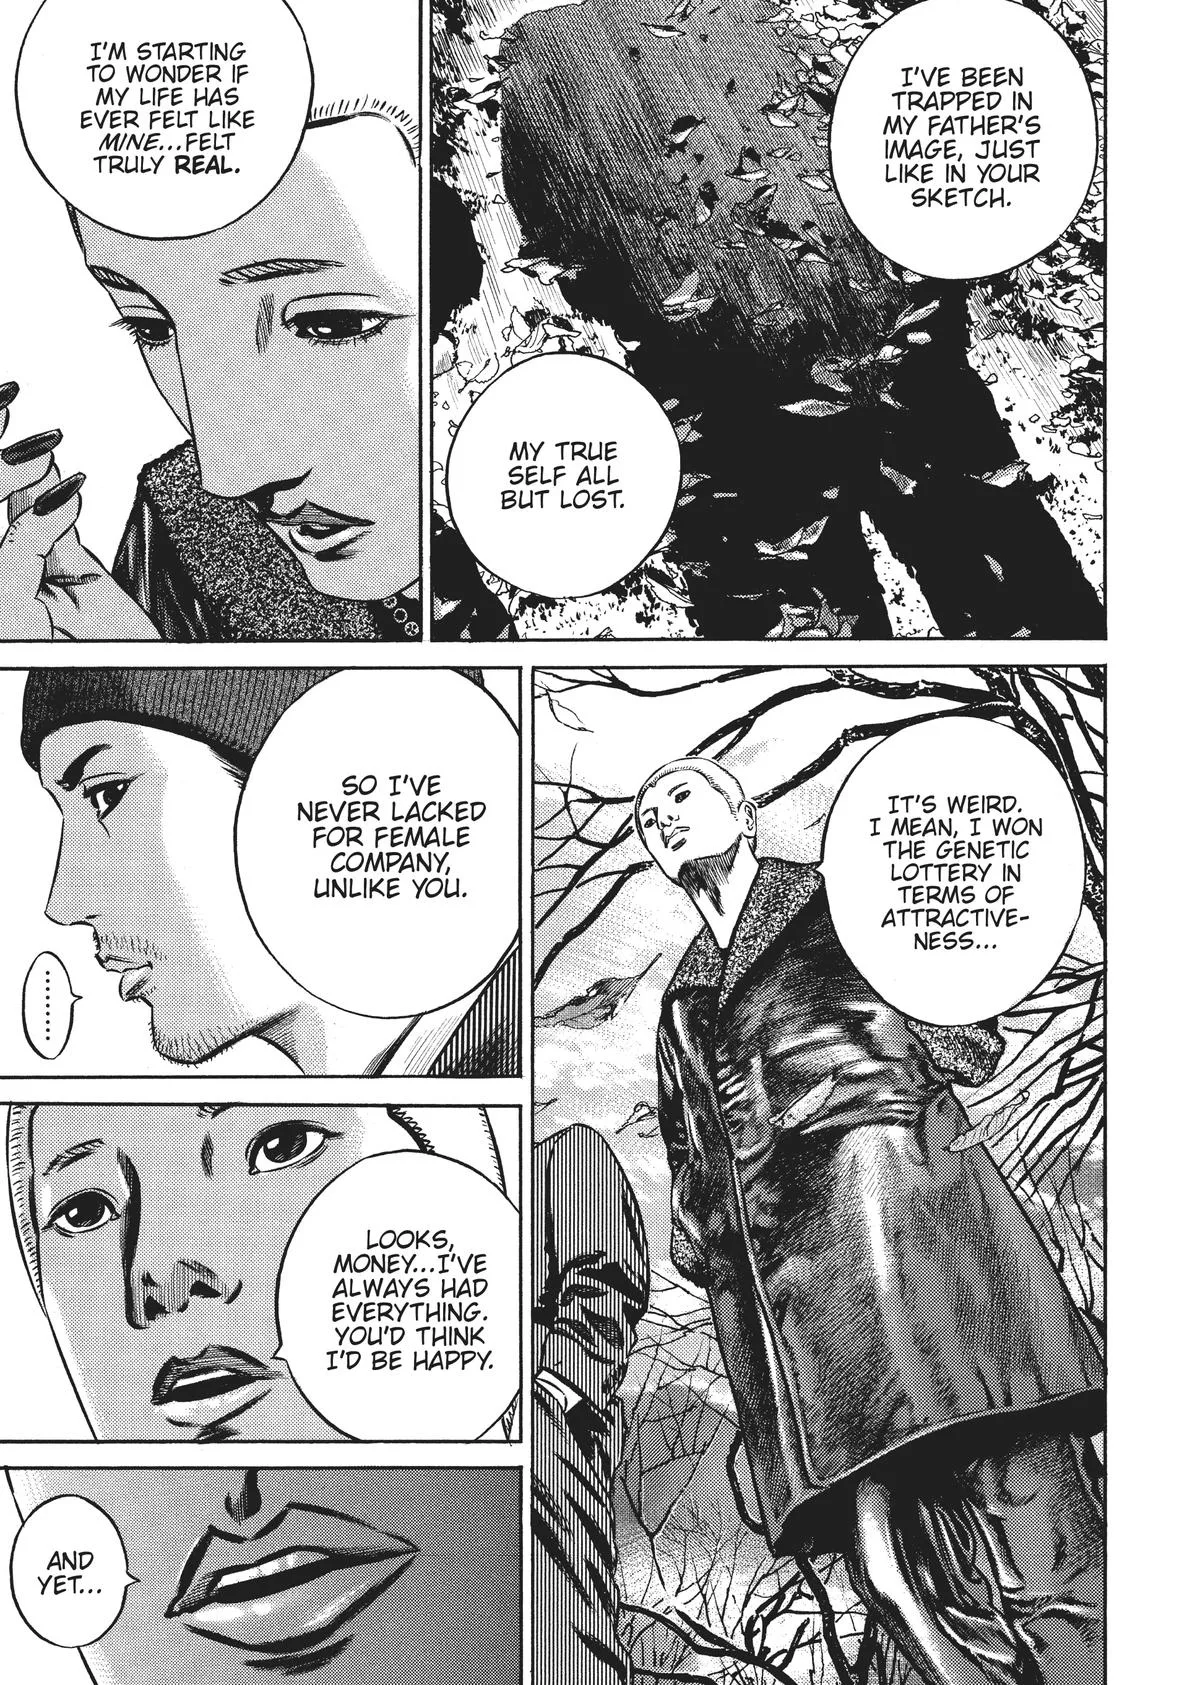 I'VE BEEN
TRAPPED IN
MY FATHER'S
IMAGE, JUST
LIKE IN YOUR
SKETCH.
MY TRUE
SELF ALL
BUT LOST.
I'M STARTING
TO WONDER IF
MY LIFE HAS
EVER FELT LIKE
MINE...FELT
TRULY REAL.
IT'S WEIRD.
I MEAN, I WON
THE GENETIC
LOTTERY IN
TERMS OF
ATTRACTIVE-
NESS...
SO I'VE
NEVER LACKED
FOR FEMALE
COMPANY,
UNLIKE YOU.
.........
LOOKS,
MONEY...I'VE
ALWAYS HAD
EVERYTHING.
YOU'D THINK
I'D BE HAPPY.
AND
YET...